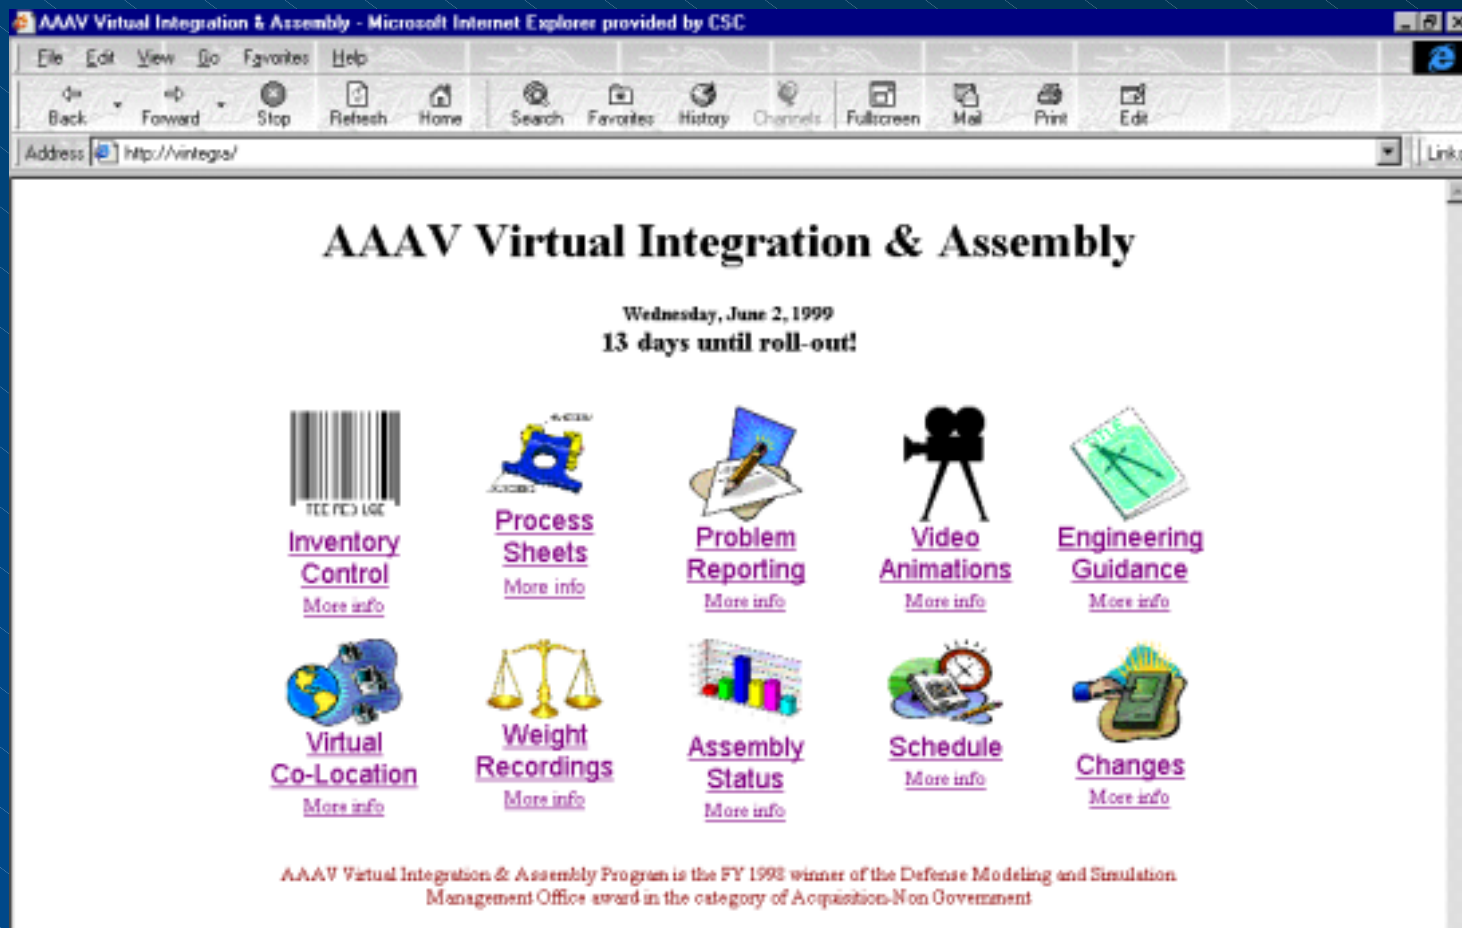 AAAV Virtual Integration & Assembly - Microsoft Internet Explorer provided by CSC
File Edit View Go Favorites Help
Back Forward Stop Refresh Home Search Favorites History Channels Fullscreen Mail Print Edit
Address http://vintegra/ Links
AAAV Virtual Integration & Assembly
Wednesday, June 2, 1999
13 days until roll-out!
Inventory
Control
More info
Process
Sheets
More info
Problem
Reporting
More info
Video
Animations
More info
Engineering
Guidance
More info
Virtual
Co-Location
More info
Weight
Recordings
More info
Assembly
Status
More info
Schedule
More info
Changes
More info
AAAV Virtual Integration & Assembly Program is the FY 1998 winner of the Defense Modeling and Simulation
Management Office award in the category of Acquisition-Non Government